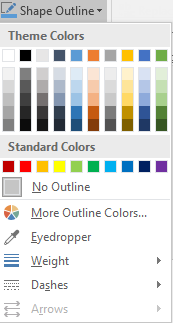 Shape Outline
Theme Colors
Standard Colors
No Outline
More Outline Colors...
Eyedropper
Weight
Dashes
Arrows